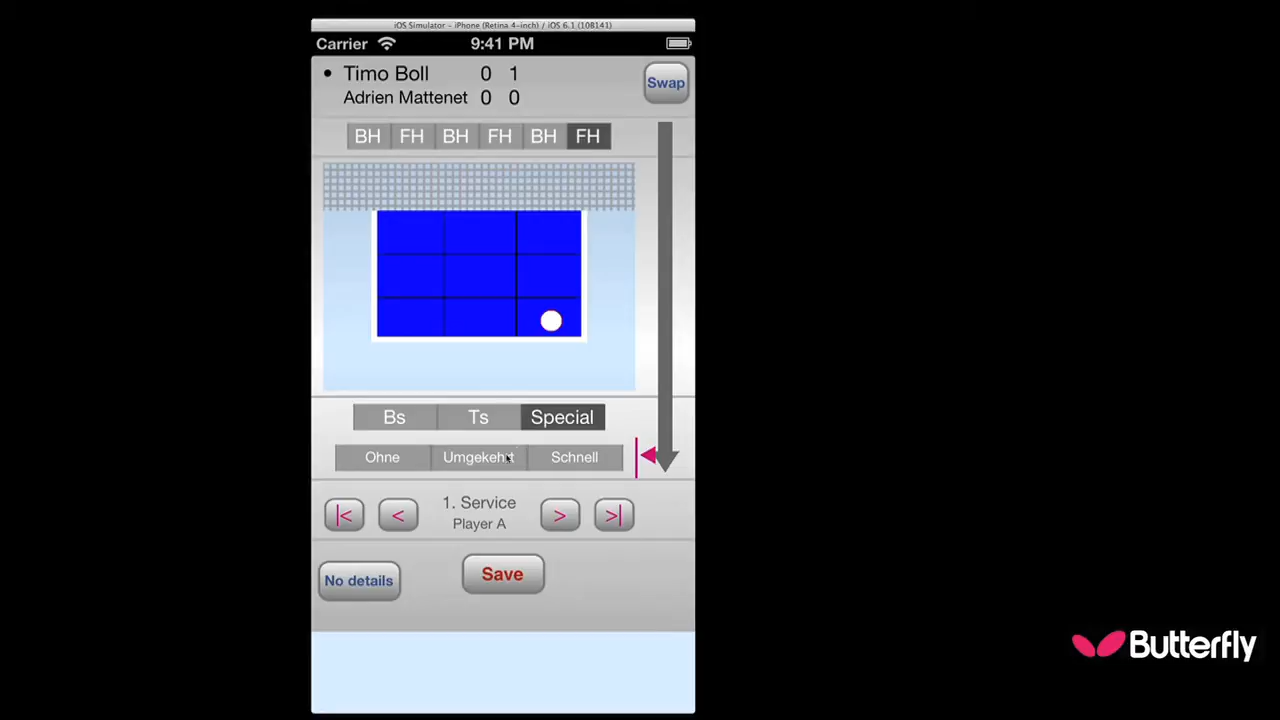 iOS Simulator - iPhone (Retina 4-inch) / iOS 6.1 (10B141)
Carrier 9:41 PM
• Timo Boll 0 1
Adrien Mattenet 0 0
Swap
BH FH BH FH BH FH
Bs Ts Special
Ohne Umgekehrt Schnell
|< < 1. Service > >|
Player A
No details
Save
Butterfly